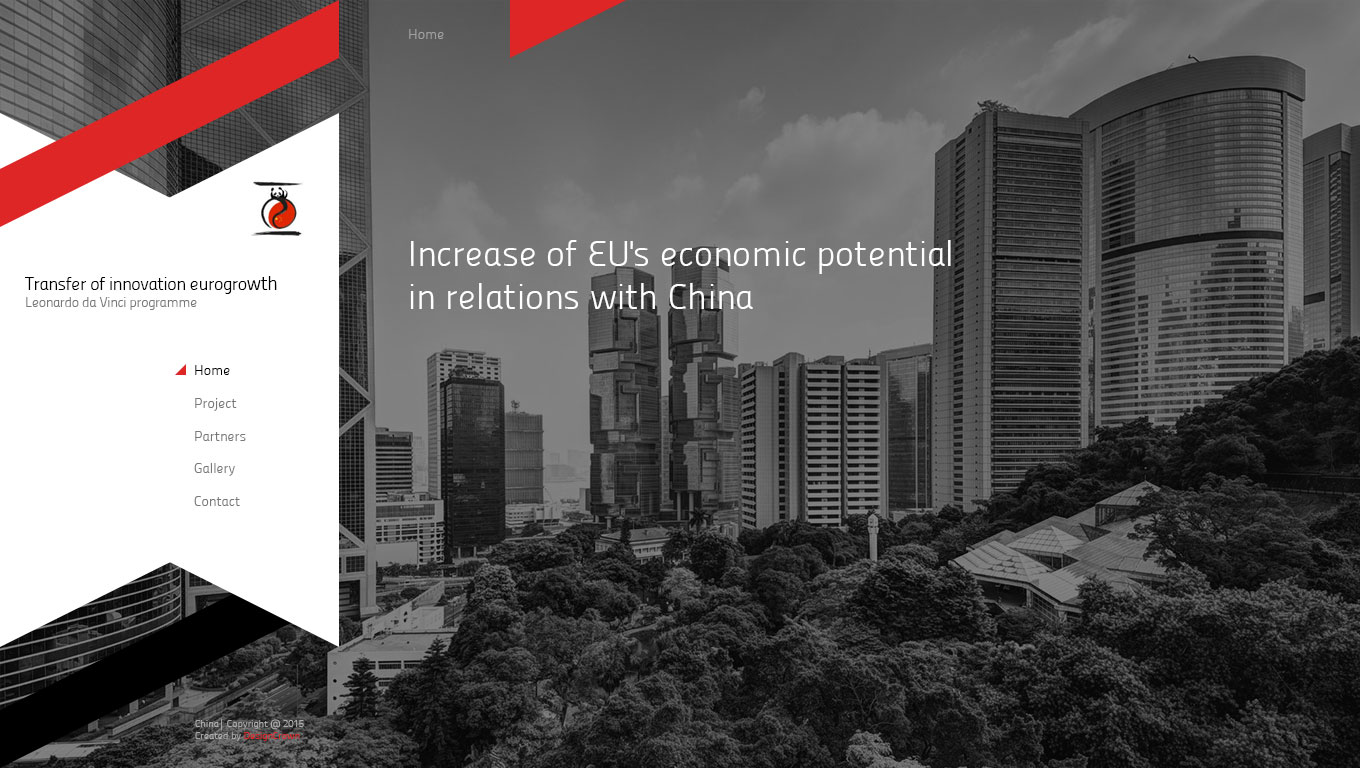 Home
Increase of EU's economic potential
in relations with China
Transfer of innovation eurogrowth
Leonardo da Vinci programme
Home
Project
Partners
Gallery
Contact
China| Copyright @ 2015
Created by